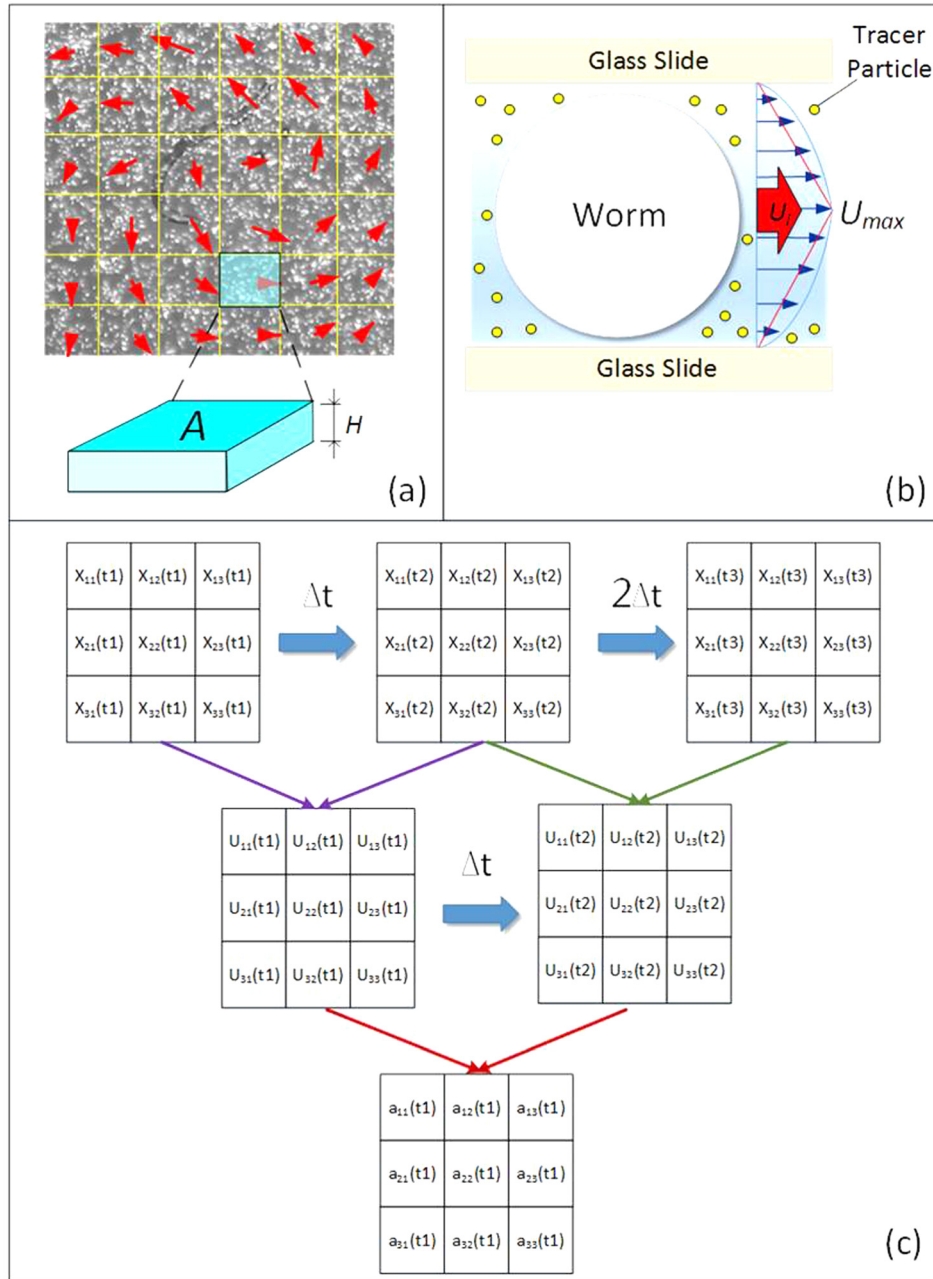 A
H
(a)
Glass Slide
Tracer
Particle
Worm
Uᵢ
Uₘₐₓ
Glass Slide
(b)
X₁₁(t1) X₁₂(t1) X₁₃(t1)
X₂₁(t1) X₂₂(t1) X₂₃(t1)
X₃₁(t1) X₃₂(t1) X₃₃(t1)
Δt
X₁₁(t2) X₁₂(t2) X₁₃(t2)
X₂₁(t2) X₂₂(t2) X₂₃(t2)
X₃₁(t2) X₃₂(t2) X₃₃(t2)
2Δt
X₁₁(t3) X₁₂(t3) X₁₃(t3)
X₂₁(t3) X₂₂(t3) X₂₃(t3)
X₃₁(t3) X₃₂(t3) X₃₃(t3)
U₁₁(t1) U₁₂(t1) U₁₃(t1)
U₂₁(t1) U₂₂(t1) U₂₃(t1)
U₃₁(t1) U₃₂(t1) U₃₃(t1)
Δt
U₁₁(t2) U₁₂(t2) U₁₃(t2)
U₂₁(t2) U₂₂(t2) U₂₃(t2)
U₃₁(t2) U₃₂(t2) U₃₃(t2)
a₁₁(t1) a₁₂(t1) a₁₃(t1)
a₂₁(t1) a₂₂(t1) a₂₃(t1)
a₃₁(t1) a₃₂(t1) a₃₃(t1)
(c)